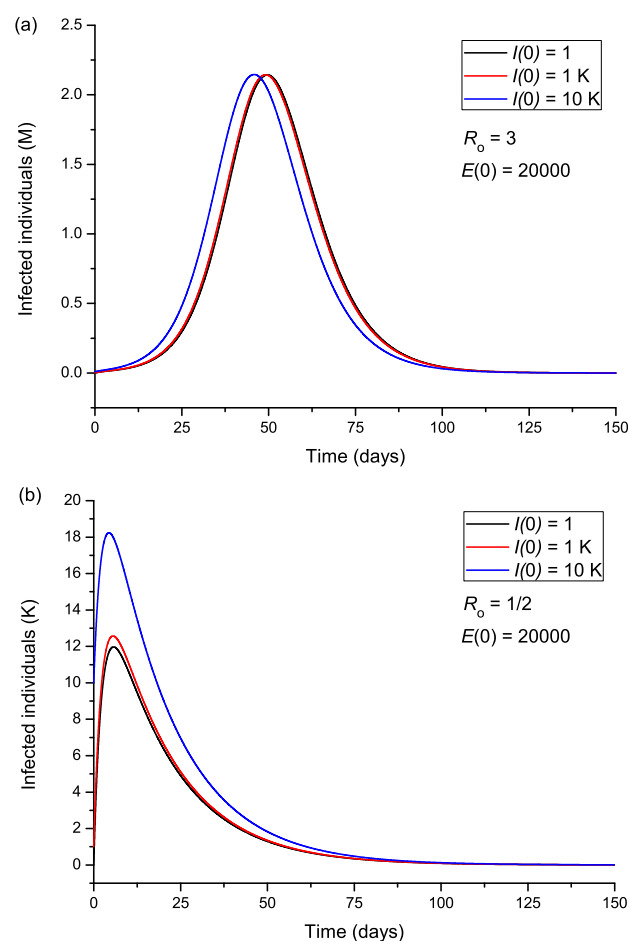 (a)
2.5
2.0
1.5
1.0
0.5
0.0
Infected individuals (M)
I(0) = 1
I(0) = 1 K
I(0) = 10 K
Ro = 3
E(0) = 20000
0 25 50 75 100 125 150
Time (days)
(b)
20
18
16
14
12
10
8
6
4
2
0
Infected individuals (K)
I(0) = 1
I(0) = 1 K
I(0) = 10 K
Ro = 1/2
E(0) = 20000
0 25 50 75 100 125 150
Time (days)